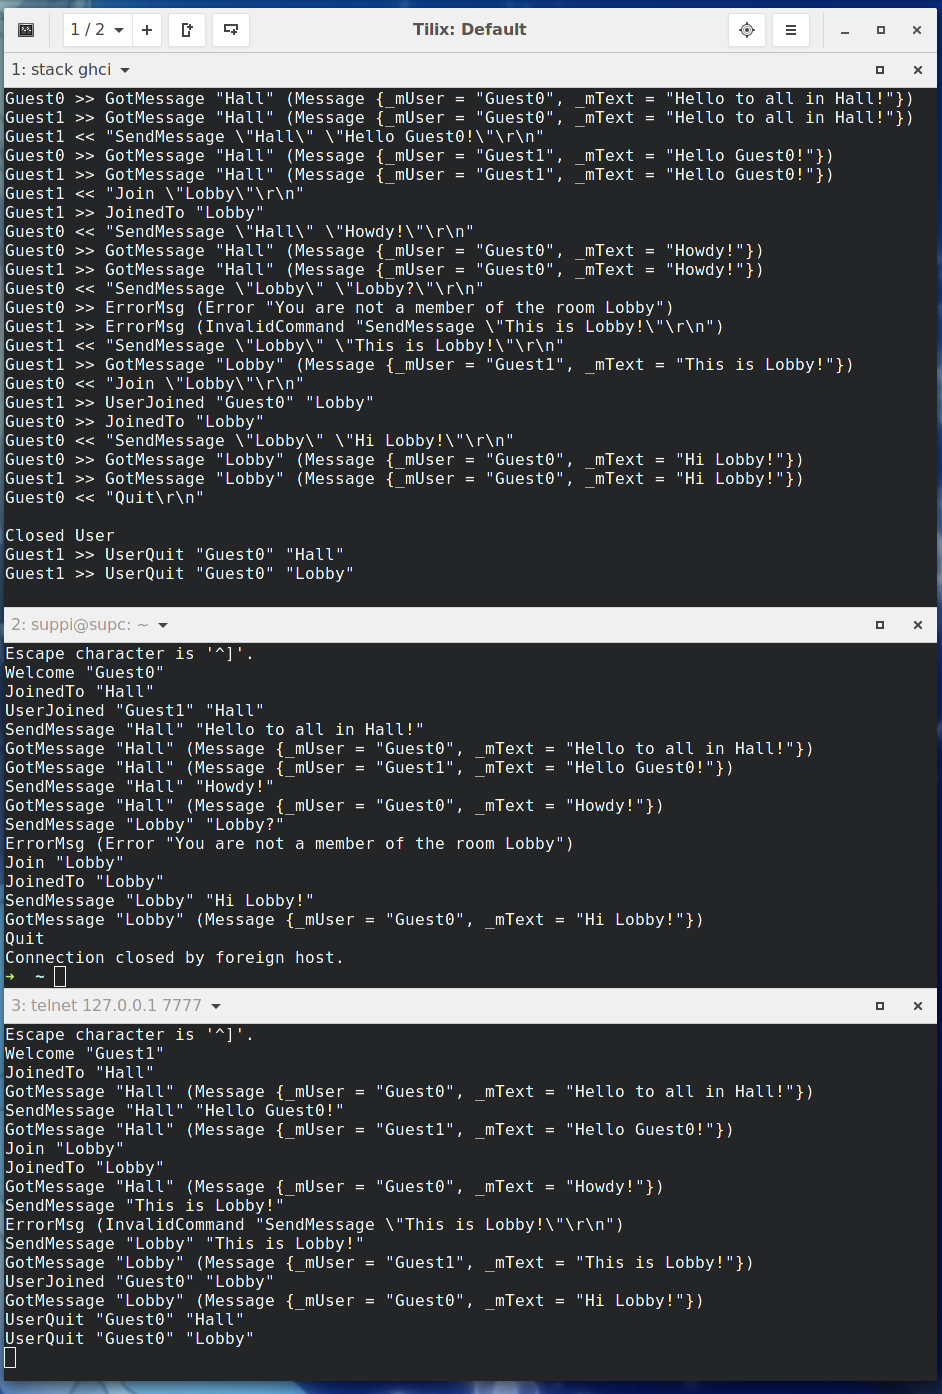 1 / 2
Tilix: Default
1: stack ghci
Guest0 >> GotMessage "Hall" (Message {_mUser = "Guest0", _mText = "Hello to all in Hall!"})
Guest1 >> GotMessage "Hall" (Message {_mUser = "Guest0", _mText = "Hello to all in Hall!"})
Guest1 << "SendMessage \"Hall\" \"Hello Guest0!\"\r\n"
Guest0 >> GotMessage "Hall" (Message {_mUser = "Guest1", _mText = "Hello Guest0!"})
Guest1 >> GotMessage "Hall" (Message {_mUser = "Guest1", _mText = "Hello Guest0!"})
Guest1 << "Join \"Lobby\"\r\n"
Guest1 >> JoinedTo "Lobby"
Guest0 << "SendMessage \"Hall\" \"Howdy!\"\r\n"
Guest0 >> GotMessage "Hall" (Message {_mUser = "Guest0", _mText = "Howdy!"})
Guest1 >> GotMessage "Hall" (Message {_mUser = "Guest0", _mText = "Howdy!"})
Guest0 << "SendMessage \"Lobby\" \"Lobby?\"\r\n"
Guest0 >> ErrorMsg (Error "You are not a member of the room Lobby")
Guest1 >> ErrorMsg (InvalidCommand "SendMessage \"This is Lobby!\"\r\n")
Guest1 << "SendMessage \"Lobby\" \"This is Lobby!\"\r\n"
Guest1 >> GotMessage "Lobby" (Message {_mUser = "Guest1", _mText = "This is Lobby!"})
Guest0 << "Join \"Lobby\"\r\n"
Guest1 >> UserJoined "Guest0" "Lobby"
Guest0 >> JoinedTo "Lobby"
Guest0 << "SendMessage \"Lobby\" \"Hi Lobby!\"\r\n"
Guest0 >> GotMessage "Lobby" (Message {_mUser = "Guest0", _mText = "Hi Lobby!"})
Guest1 >> GotMessage "Lobby" (Message {_mUser = "Guest0", _mText = "Hi Lobby!"})
Guest0 << "Quit\r\n"
Closed User
Guest1 >> UserQuit "Guest0" "Hall"
Guest1 >> UserQuit "Guest0" "Lobby"
2: suppi@supc: ~
Escape character is '^]'.
Welcome "Guest0"
JoinedTo "Hall"
UserJoined "Guest1" "Hall"
SendMessage "Hall" "Hello to all in Hall!"
GotMessage "Hall" (Message {_mUser = "Guest0", _mText = "Hello to all in Hall!"})
GotMessage "Hall" (Message {_mUser = "Guest1", _mText = "Hello Guest0!"})
SendMessage "Hall" "Howdy!"
GotMessage "Hall" (Message {_mUser = "Guest0", _mText = "Howdy!"})
SendMessage "Lobby" "Lobby?"
ErrorMsg (Error "You are not a member of the room Lobby")
Join "Lobby"
JoinedTo "Lobby"
SendMessage "Lobby" "Hi Lobby!"
GotMessage "Lobby" (Message {_mUser = "Guest0", _mText = "Hi Lobby!"})
Quit
Connection closed by foreign host.
➜ ~
3: telnet 127.0.0.1 7777
Escape character is '^]'.
Welcome "Guest1"
JoinedTo "Hall"
GotMessage "Hall" (Message {_mUser = "Guest0", _mText = "Hello to all in Hall!"})
SendMessage "Hall" "Hello Guest0!"
GotMessage "Hall" (Message {_mUser = "Guest1", _mText = "Hello Guest0!"})
Join "Lobby"
JoinedTo "Lobby"
GotMessage "Hall" (Message {_mUser = "Guest0", _mText = "Howdy!"})
SendMessage "This is Lobby!"
ErrorMsg (InvalidCommand "SendMessage \"This is Lobby!\"\r\n")
SendMessage "Lobby" "This is Lobby!"
GotMessage "Lobby" (Message {_mUser = "Guest1", _mText = "This is Lobby!"})
UserJoined "Guest0" "Lobby"
GotMessage "Lobby" (Message {_mUser = "Guest0", _mText = "Hi Lobby!"})
UserQuit "Guest0" "Hall"
UserQuit "Guest0" "Lobby"